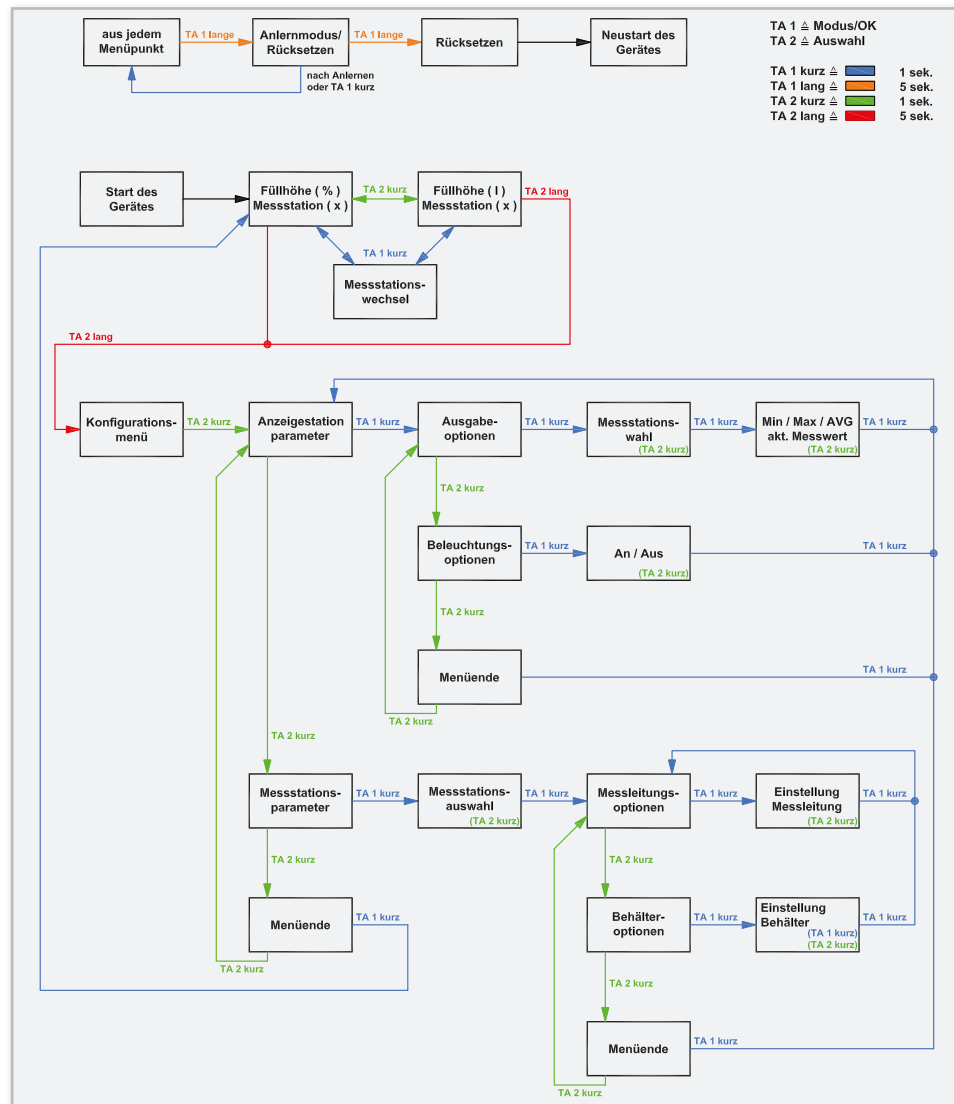 aus jedem
Menüpunkt
TA 1 lange
Anlernmodus/
Rücksetzen
TA 1 lange
Rücksetzen
Neustart des
Gerätes
nach Anlernen
oder TA 1 kurz
TA 1 ≙ Modus/OK
TA 2 ≙ Auswahl
TA 1 kurz ≙ 1 sek.
TA 1 lang ≙ 5 sek.
TA 2 kurz ≙ 1 sek.
TA 2 lang ≙ 5 sek.
Start des
Gerätes
Füllhöhe ( % )
Messstation ( x )
TA 2 kurz
Füllhöhe ( l )
Messstation ( x )
TA 2 lang
TA 1 kurz
Messstations-
wechsel
TA 2 lang
Konfigurations-
menü
TA 2 kurz
Anzeigestation
parameter
TA 1 kurz
Ausgabe-
optionen
TA 1 kurz
Messstations-
wahl
(TA 2 kurz)
TA 1 kurz
Min / Max / AVG
akt. Messwert
(TA 2 kurz)
TA 1 kurz
TA 2 kurz
Beleuchtungs-
optionen
TA 1 kurz
An / Aus
(TA 2 kurz)
TA 1 kurz
TA 2 kurz
Menüende
TA 1 kurz
TA 2 kurz
TA 2 kurz
Messstations-
parameter
TA 1 kurz
Messstations-
auswahl
(TA 2 kurz)
TA 1 kurz
Messleitungs-
optionen
TA 1 kurz
Einstellung
Messleitung
(TA 2 kurz)
TA 1 kurz
TA 2 kurz
TA 2 kurz
Menüende
TA 1 kurz
TA 2 kurz
Behälter-
optionen
TA 1 kurz
Einstellung
Behälter
(TA 1 kurz)
(TA 2 kurz)
TA 1 kurz
TA 2 kurz
Menüende
TA 1 kurz
TA 2 kurz